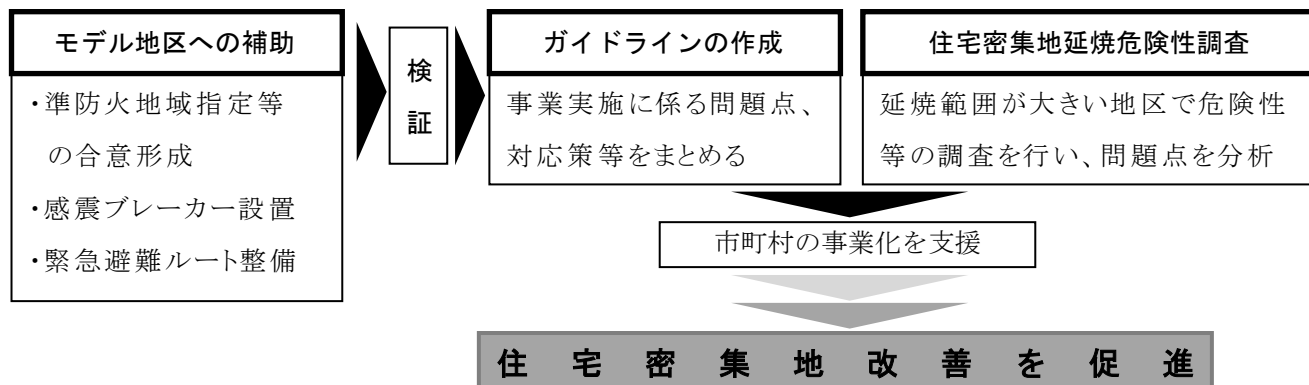 モデル地区への補助
・準防火地域指定等
の合意形成
・感震ブレーカー設置
・緊急避難ルート整備
検
証
ガイドラインの作成
事業実施に係る問題点、
対応策等をまとめる
住宅密集地延焼危険性調査
延焼範囲が大きい地区で危険性
等の調査を行い、問題点を分析
市町村の事業化を支援
住宅密集地改善を促進